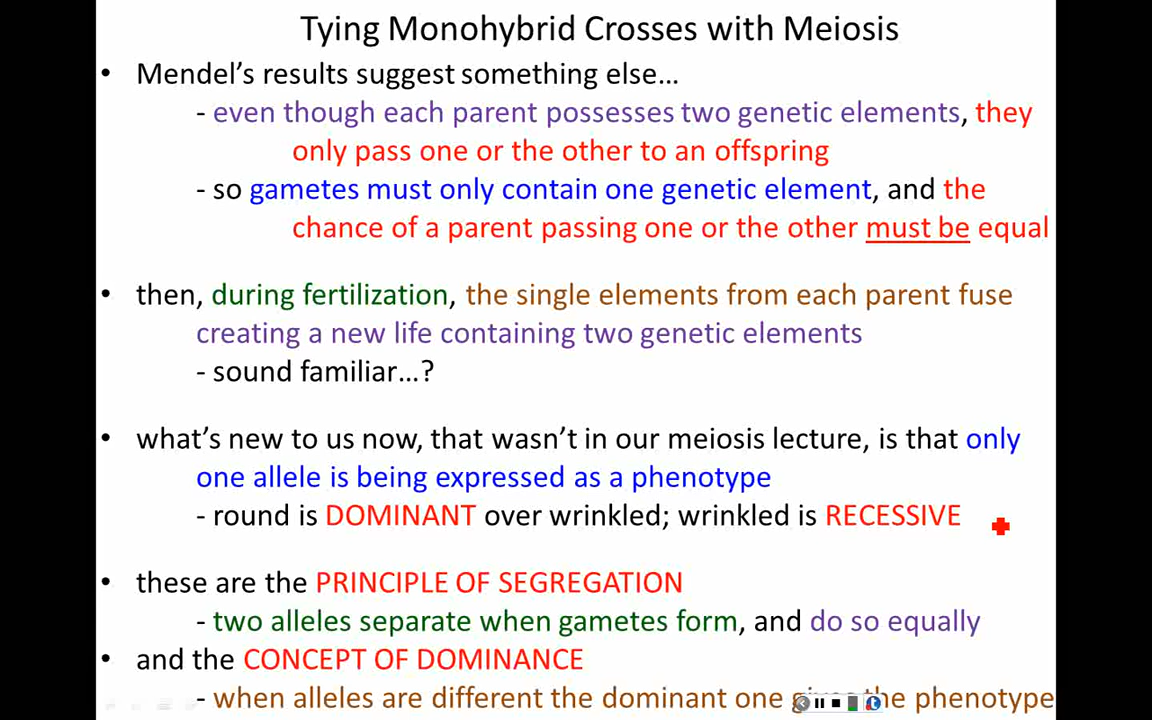 Tying Monohybrid Crosses with Meiosis
• Mendel's results suggest something else…
- even though each parent possesses two genetic elements, they
only pass one or the other to an offspring
- so gametes must only contain one genetic element, and the
chance of a parent passing one or the other must be equal
• then, during fertilization, the single elements from each parent fuse
creating a new life containing two genetic elements
- sound familiar…?
• what's new to us now, that wasn't in our meiosis lecture, is that only
one allele is being expressed as a phenotype
- round is DOMINANT over wrinkled; wrinkled is RECESSIVE
• these are the PRINCIPLE OF SEGREGATION
- two alleles separate when gametes form, and do so equally
• and the CONCEPT OF DOMINANCE
- when alleles are different the dominant one the phenotype